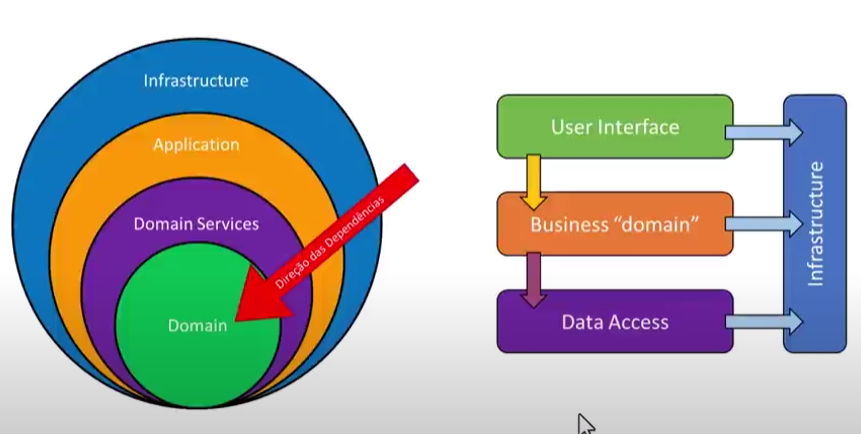 Infrastructure
Application
Domain Services
Direção das Dependências
Domain
User Interface
Business “domain”
Data Access
Infrastructure